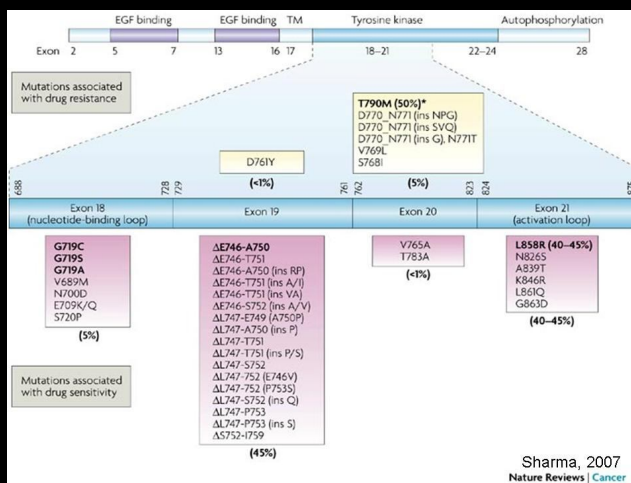 EGF binding EGF binding TM Tyrosine kinase Autophosphorylation
Exon 2 5 7 13 16 17 18–21 22–24 28
Mutations associated
with drug resistance
T790M (50%)*
D770_N771 (ins NPG)
D770_N771 (ins SVQ)
D770_N771 (ins G), N771T
V769L
S768I
(5%)
D761Y
(<1%)
688 728 729 761 762 823 824 875
Exon 18
(nucleotide-binding loop)
Exon 19
Exon 20
Exon 21
(activation loop)
G719C
G719S
G719A
V689M
N700D
E709K/Q
S720P
(5%)
ΔE746-A750
ΔE746-T751
ΔE746-A750 (ins RP)
ΔE746-T751 (ins A/I)
ΔE746-T751 (ins VA)
ΔE746-S752 (ins A/V)
ΔL747-E749 (A750P)
ΔL747-A750 (ins P)
ΔL747-T751
ΔL747-T751 (ins P/S)
ΔL747-S752
ΔL747-752 (E746V)
ΔL747-752 (P753S)
ΔL747-S752 (ins Q)
ΔL747-P753
ΔL747-P753 (ins S)
ΔS752-I759
(45%)
V765A
T783A
(<1%)
L858R (40–45%)
N826S
A839T
K846R
L861Q
G863D
(40–45%)
Mutations associated
with drug sensitivity
Sharma, 2007
Nature Reviews | Cancer